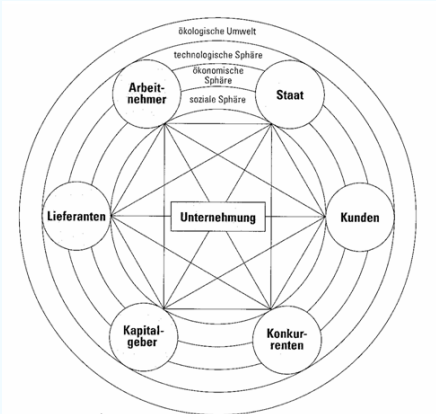 ökologische Umwelt
technologische Sphäre
ökonomische
Sphäre
soziale Sphäre
Arbeit-
nehmer
Staat
Lieferanten
Unternehmung
Kunden
Kapital-
geber
Konkur-
renten